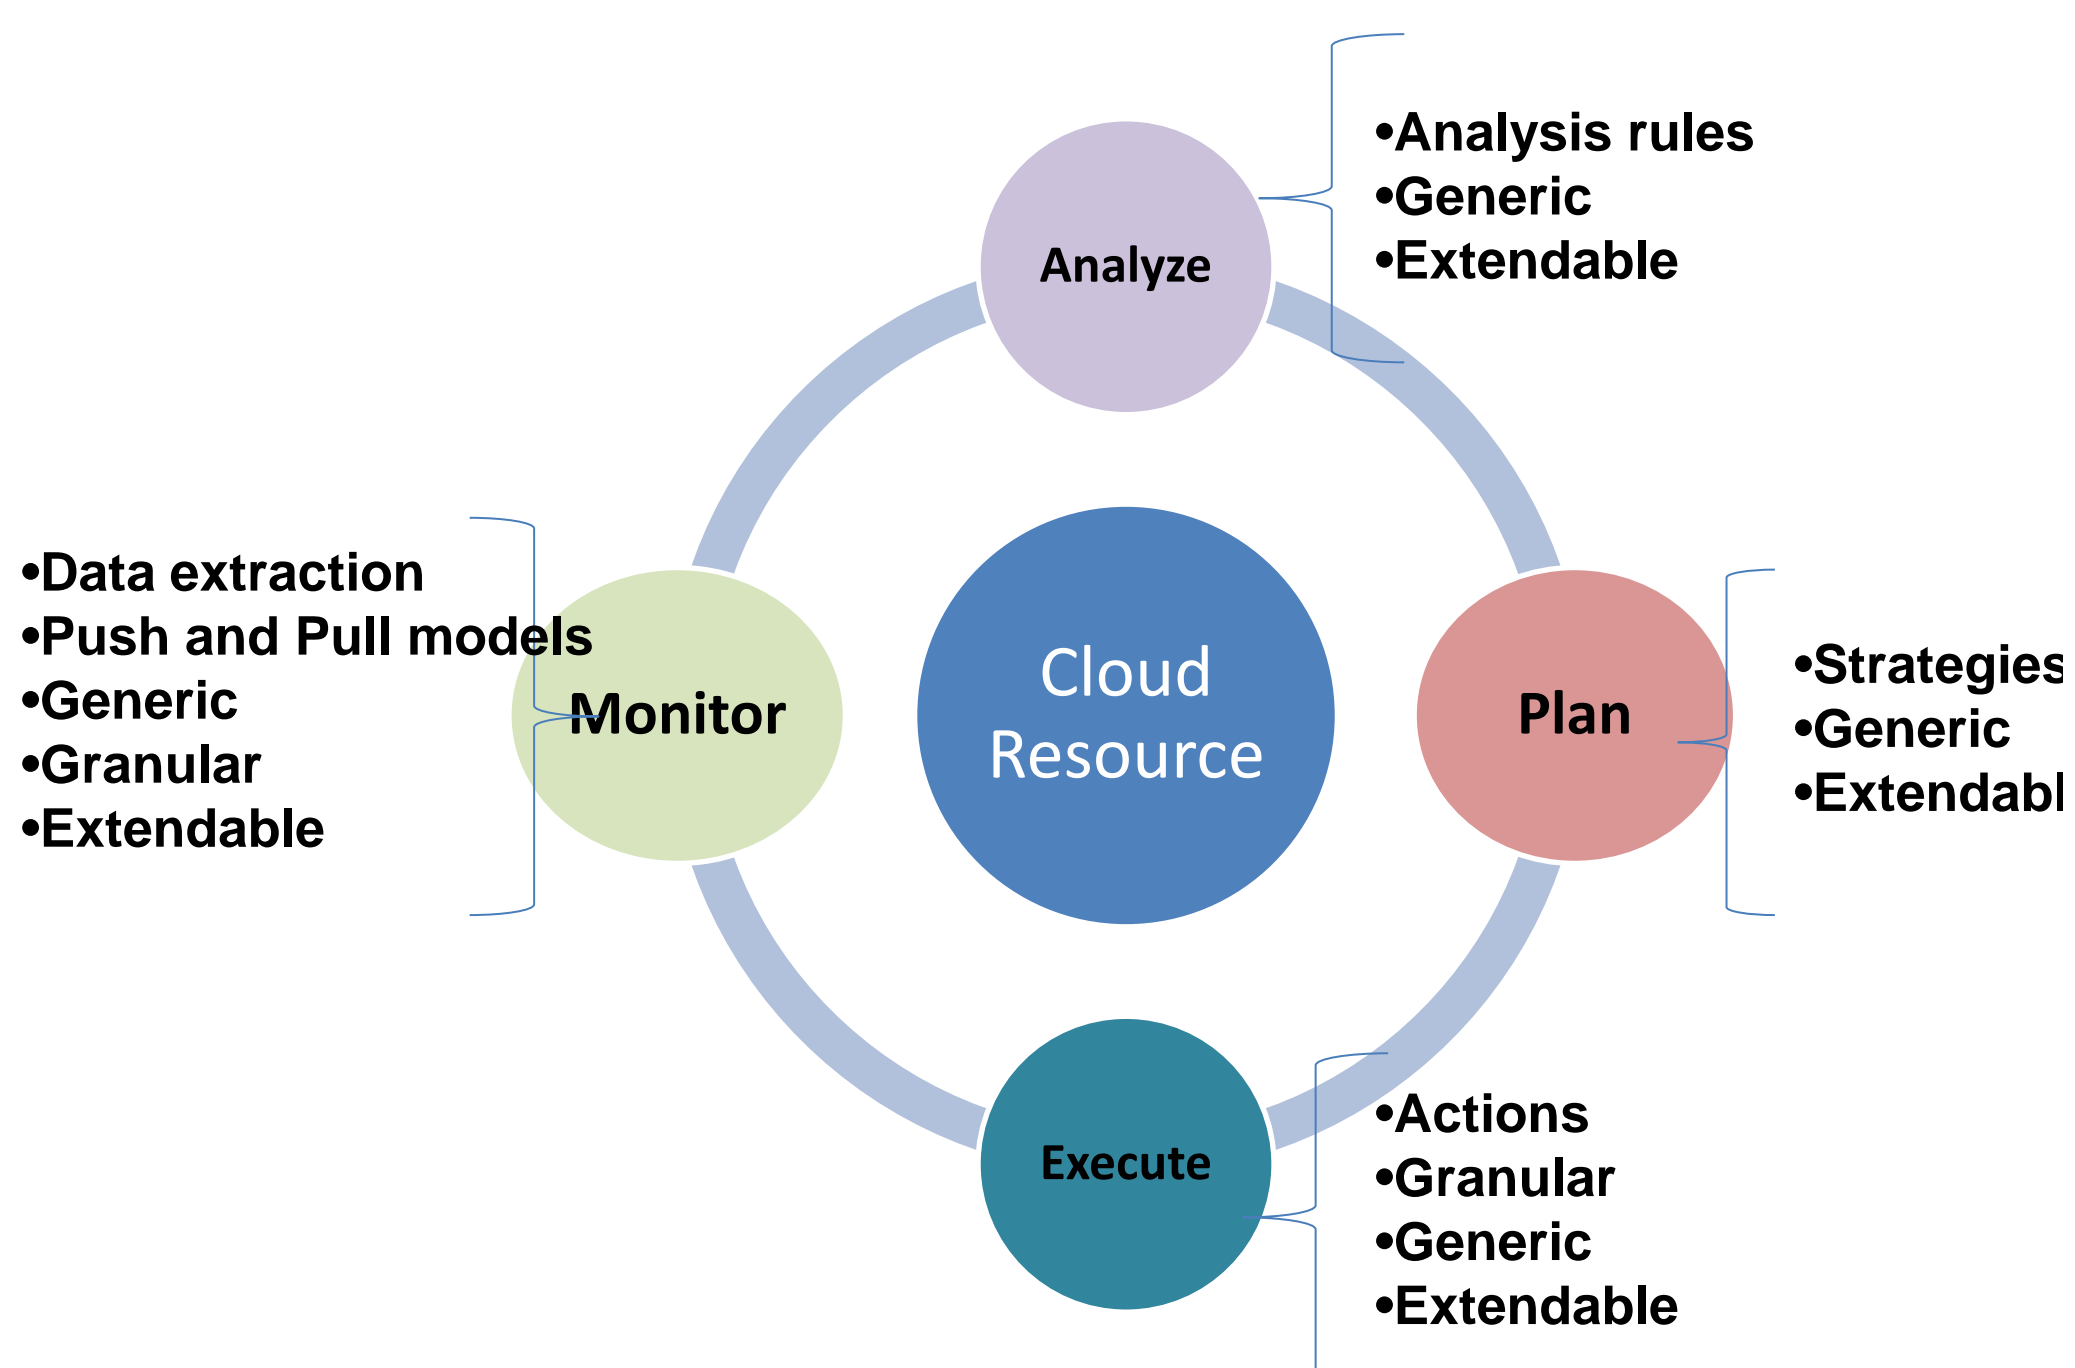 Analyze
•Analysis rules
•Generic
•Extendable
•Data extraction
•Push and Pull models
•Generic
•Granular
•Extendable
Monitor
Cloud
Resource
Plan
•Strategies
•Generic
•Extendabl
Execute
•Actions
•Granular
•Generic
•Extendable